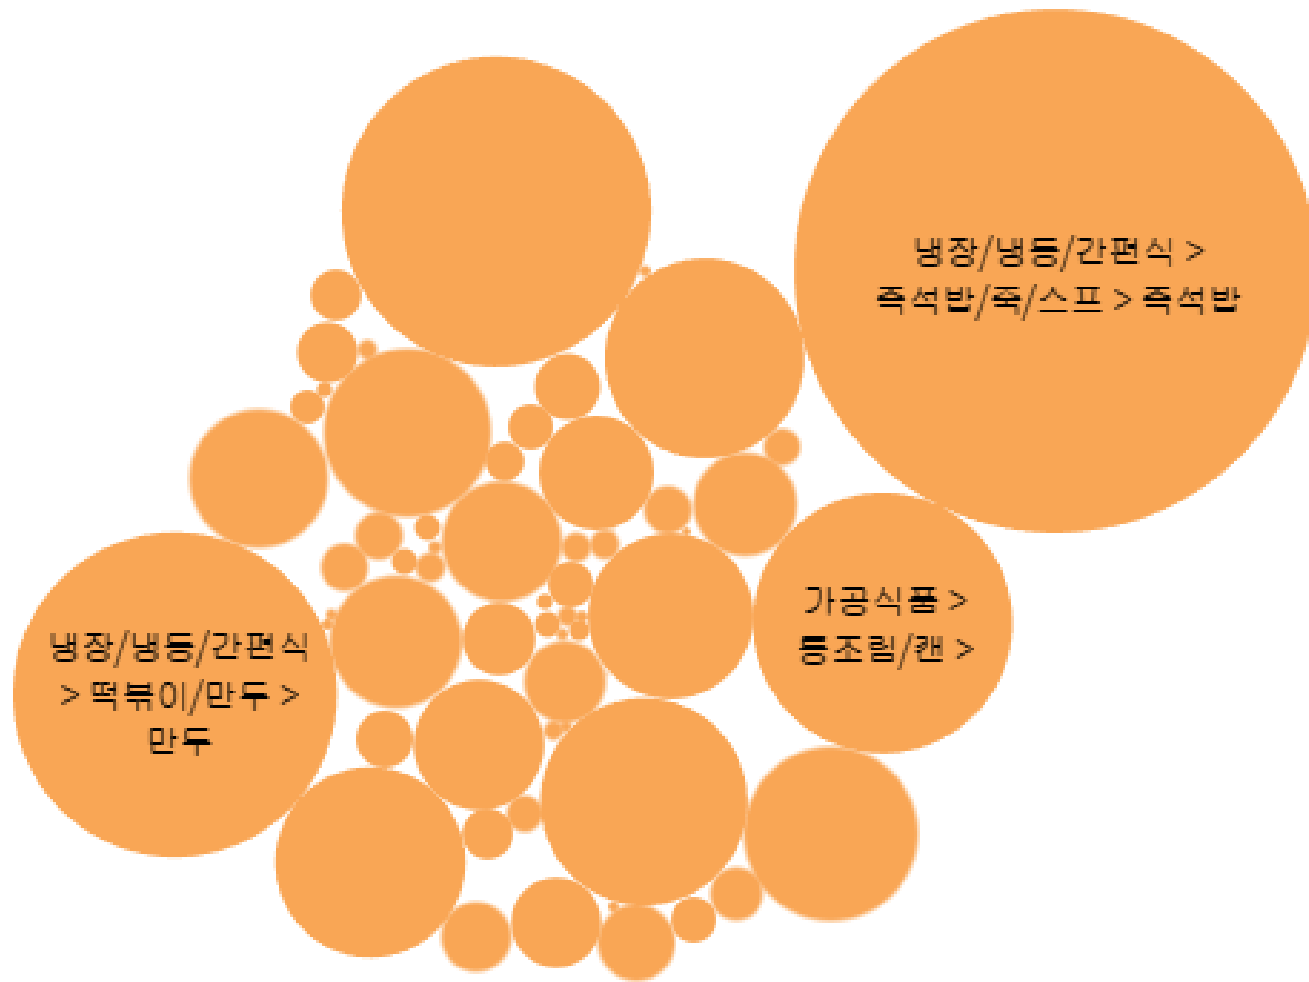 냉장/냉동/간편식 >
즉석밥/죽/스프 > 즉석밥
가공식품 >
통조림/캔 >
냉장/냉동/간편식
> 떡볶이/만두 >
만두